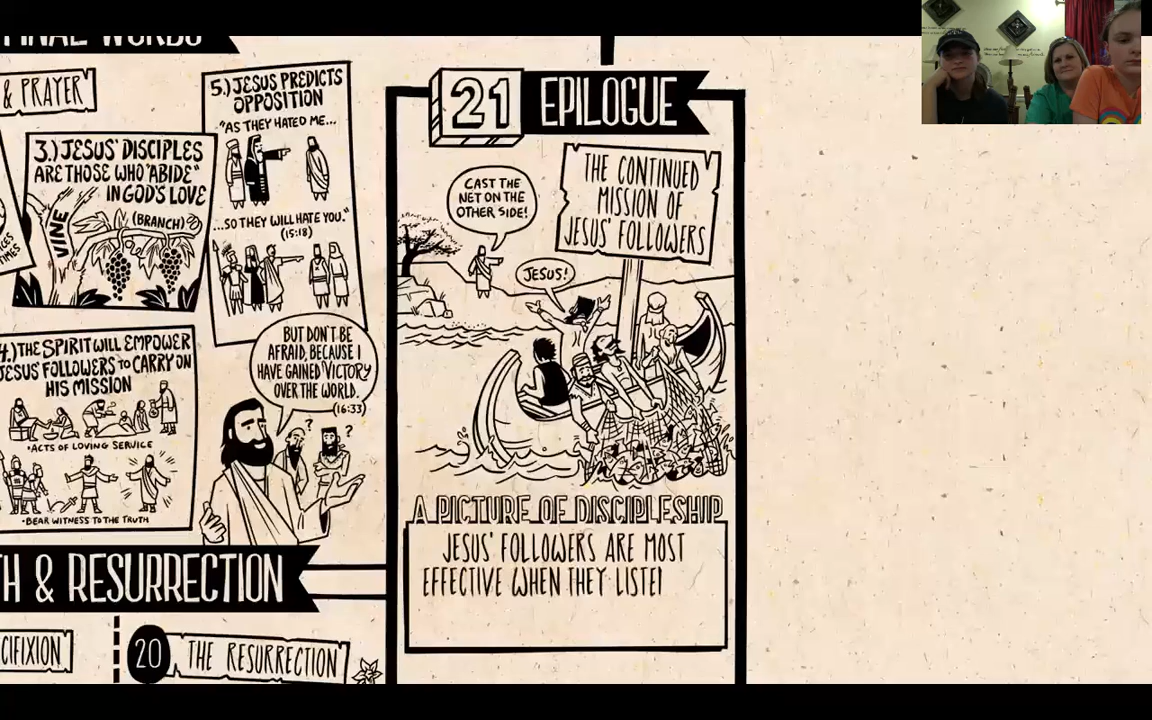 FINAL WORDS
& PRAYER
3.) JESUS' DISCIPLES
ARE THOSE WHO "ABIDE"
IN GOD'S LOVE
VINE
(BRANCH)
TIMES
4.) THE SPIRIT WILL EMPOWER
JESUS' FOLLOWERS TO CARRY ON
HIS MISSION
•ACTS OF LOVING SERVICE
•BEAR WITNESS TO THE TRUTH
5.) JESUS PREDICTS
OPPOSITION
"AS THEY HATED ME...
...SO THEY WILL HATE YOU."
(15:18)
BUT DON'T BE
AFRAID, BECAUSE I
HAVE GAINED VICTORY
OVER THE WORLD.
(16:33)
?
?
TH & RESURRECTION
CIFIXION
20 THE RESURRECTION
21 EPILOGUE
THE CONTINUED
MISSION OF
JESUS' FOLLOWERS
CAST THE
NET ON THE
OTHER SIDE!
JESUS!
A PICTURE OF DISCIPLESHIP
JESUS' FOLLOWERS ARE MOST
EFFECTIVE WHEN THEY LISTE